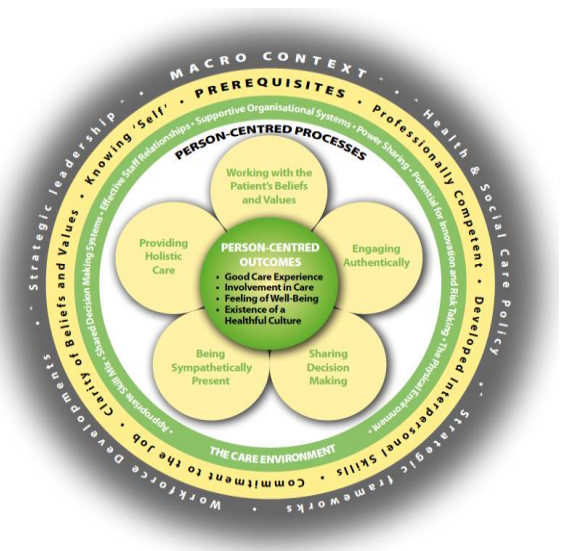 MACRO CONTEXT
Health & Social Care Policy
Strategic frameworks
Workforce Developments
Strategic leadership
PREREQUISITES
Professionally Competent
Developed Interpersonel Skills
Commitment to the Job
Clarity of Beliefs and Values
Knowing 'Self'
THE CARE ENVIRONMENT
Appropriate Skill Mix
Shared Decision Making Systems
Effective Staff Relationships
Supportive Organisational Systems
Power Sharing
Potential for Innovation and Risk Taking
The Physical Environment
PERSON-CENTRED PROCESSES
Working with the
Patient's Beliefs
and Values
Engaging
Authentically
Sharing
Decision
Making
Being
Sympathetically
Present
Providing
Holistic
Care
PERSON-CENTRED
OUTCOMES
• Good Care Experience
• Involvement in Care
• Feeling of Well-Being
• Existence of a
Healthful Culture